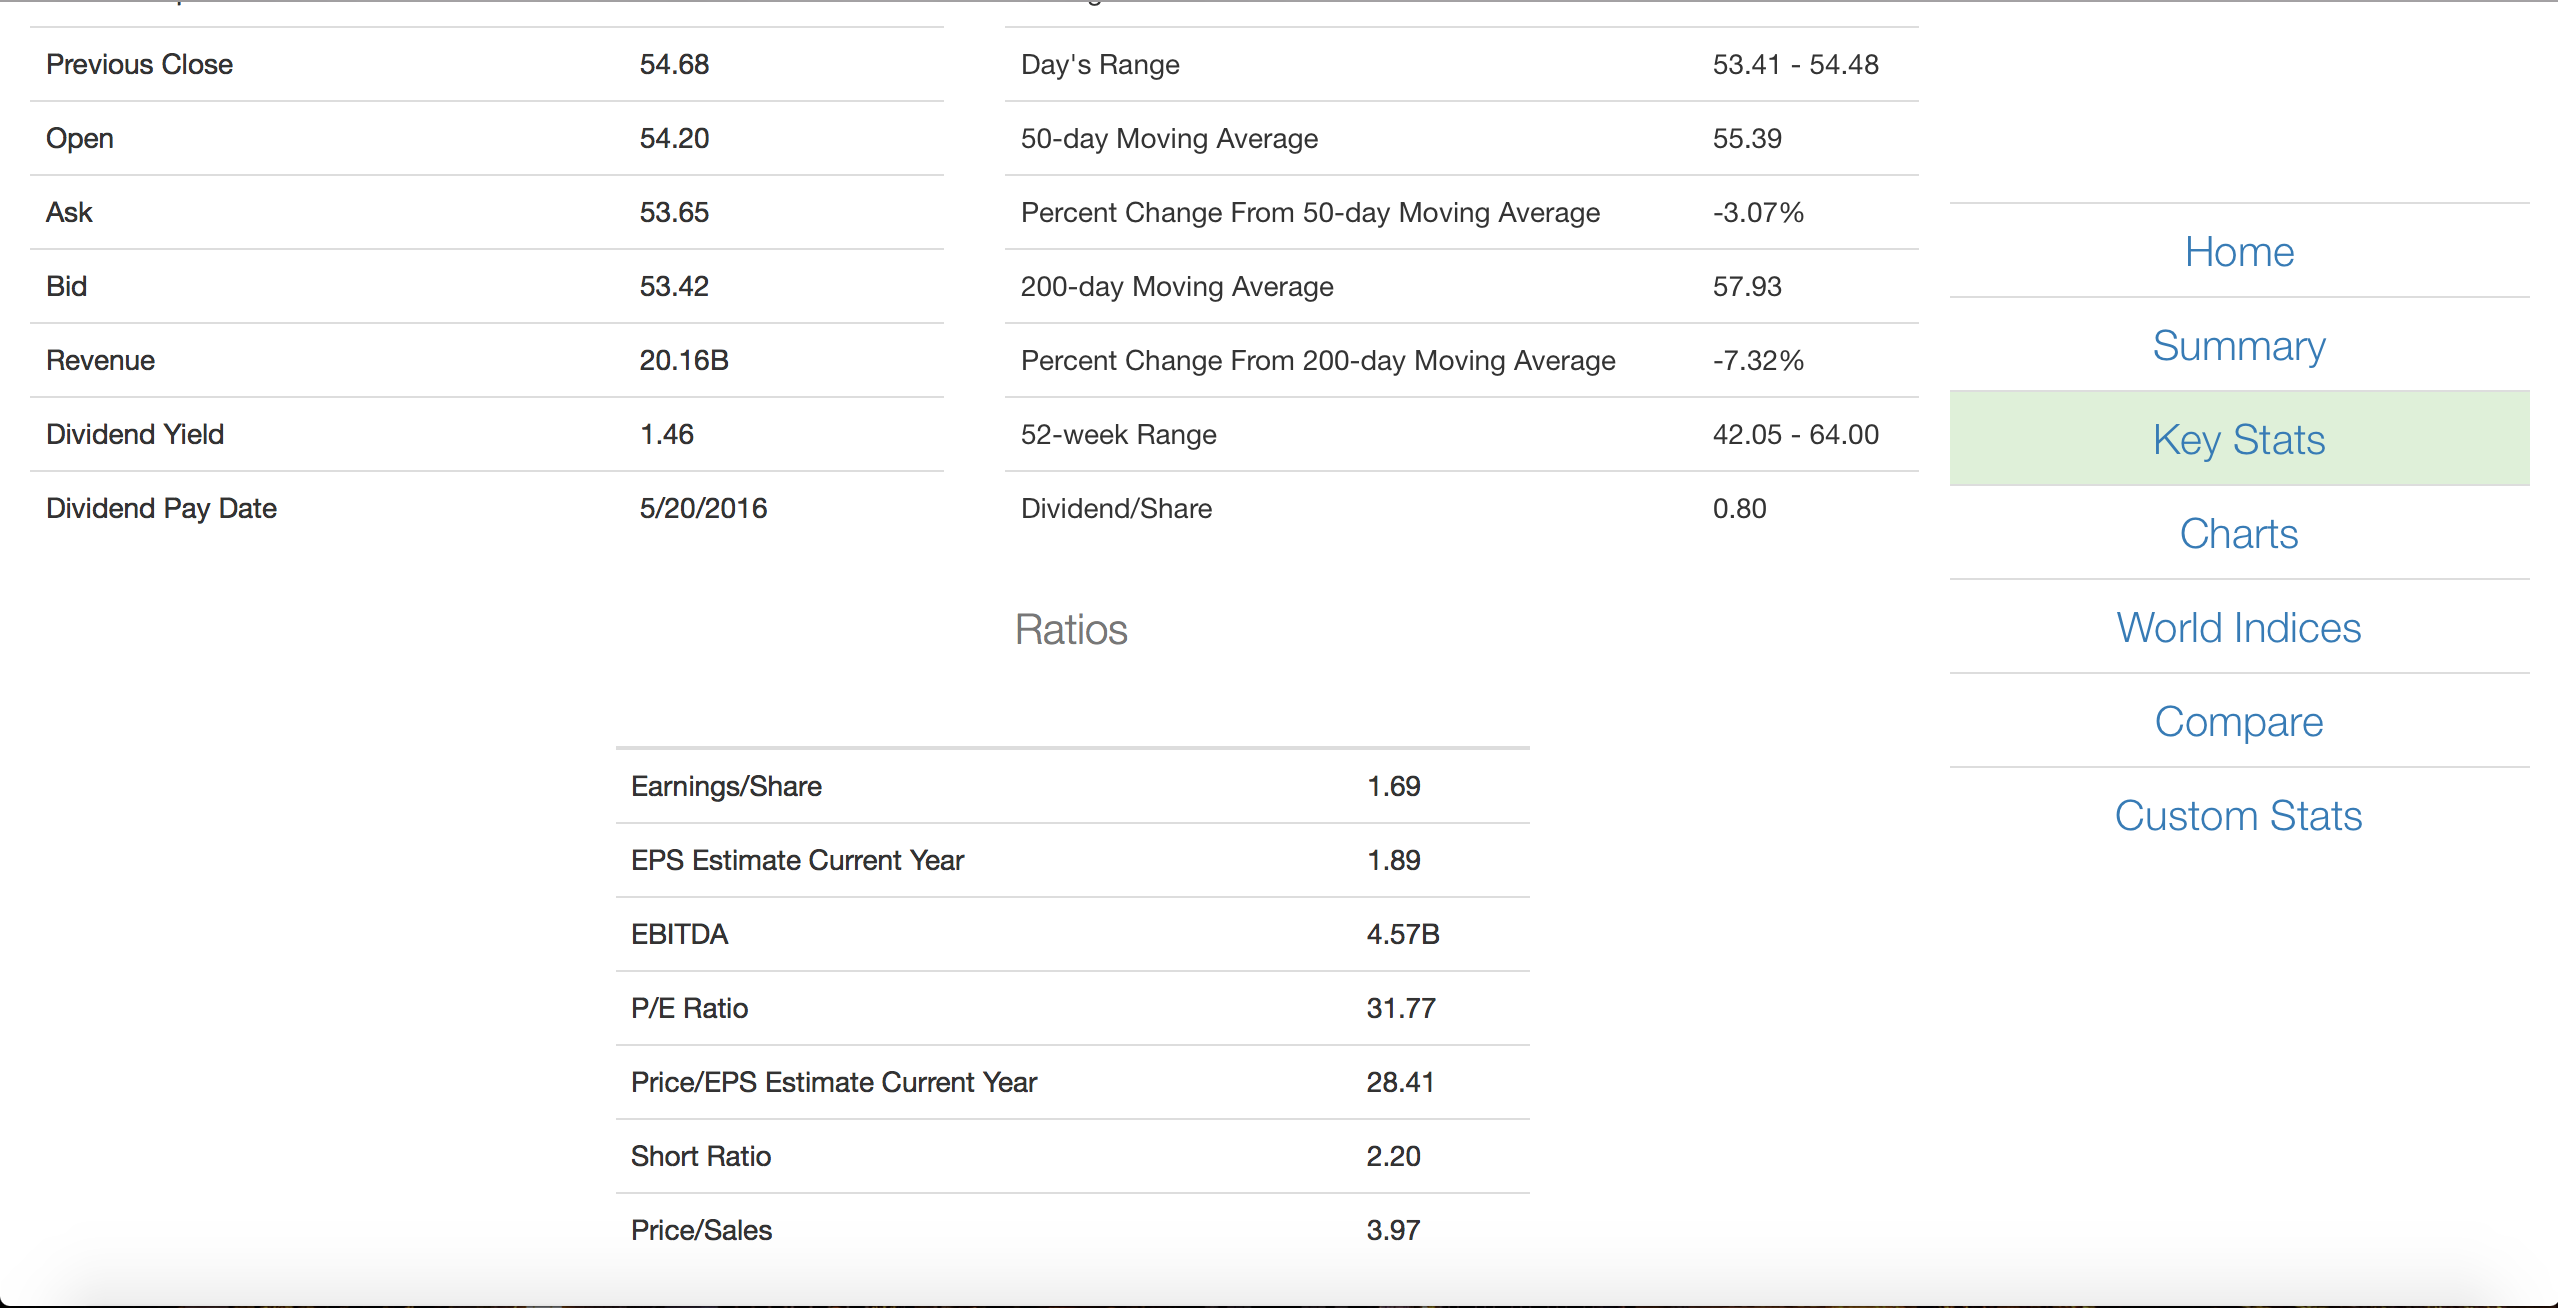 Previous Close 54.68
Open 54.20
Ask 53.65
Bid 53.42
Revenue 20.16B
Dividend Yield 1.46
Dividend Pay Date 5/20/2016
Day's Range 53.41 - 54.48
50-day Moving Average 55.39
Percent Change From 50-day Moving Average -3.07%
200-day Moving Average 57.93
Percent Change From 200-day Moving Average -7.32%
52-week Range 42.05 - 64.00
Dividend/Share 0.80
Ratios
Earnings/Share 1.69
EPS Estimate Current Year 1.89
EBITDA 4.57B
P/E Ratio 31.77
Price/EPS Estimate Current Year 28.41
Short Ratio 2.20
Price/Sales 3.97
Home
Summary
Key Stats
Charts
World Indices
Compare
Custom Stats